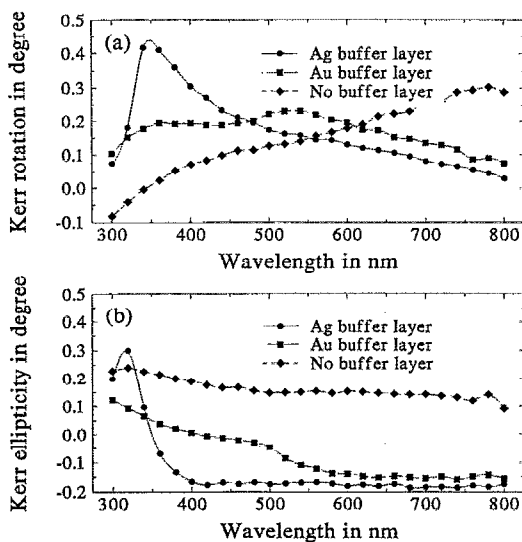 (a)
Ag buffer layer
Au buffer layer
No buffer layer
Kerr rotation in degree
0.5
0.4
0.3
0.2
0.1
0.0
-0.1
300 400 500 600 700 800
Wavelength in nm
(b)
Ag buffer layer
Au buffer layer
No buffer layer
Kerr ellipticity in degree
0.5
0.4
0.3
0.2
0.1
0.0
-0.1
-0.2
300 400 500 600 700 800
Wavelength in nm